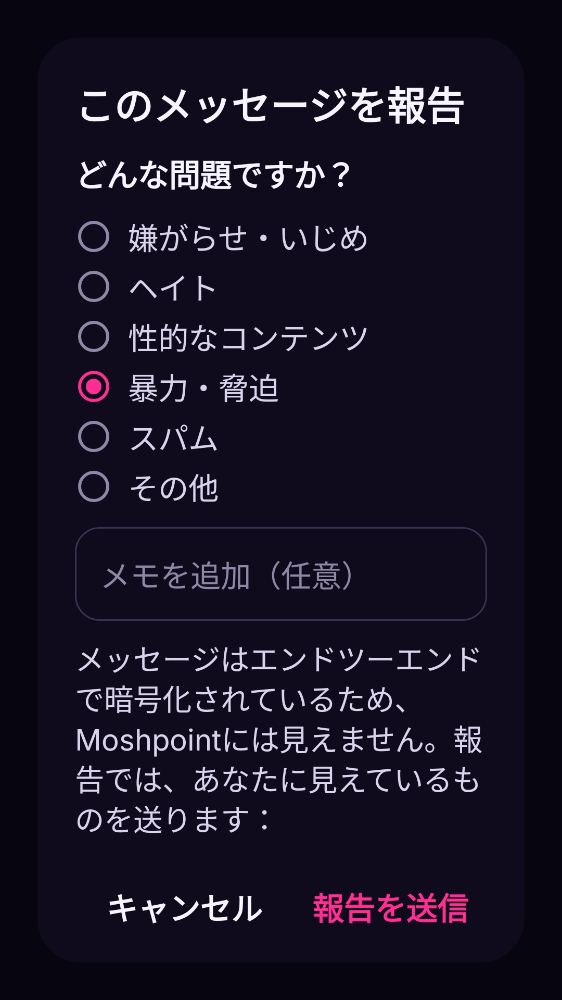 このメッセージを報告
どんな問題ですか？
嫌がらせ・いじめ
ヘイト
性的なコンテンツ
暴力・脅迫
スパム
その他
メモを追加（任意）
メッセージはエンドツーエンド
で暗号化されているため、
Moshpointには見えません。報
告では、あなたに見えているも
のを送ります：
キャンセル 報告を送信